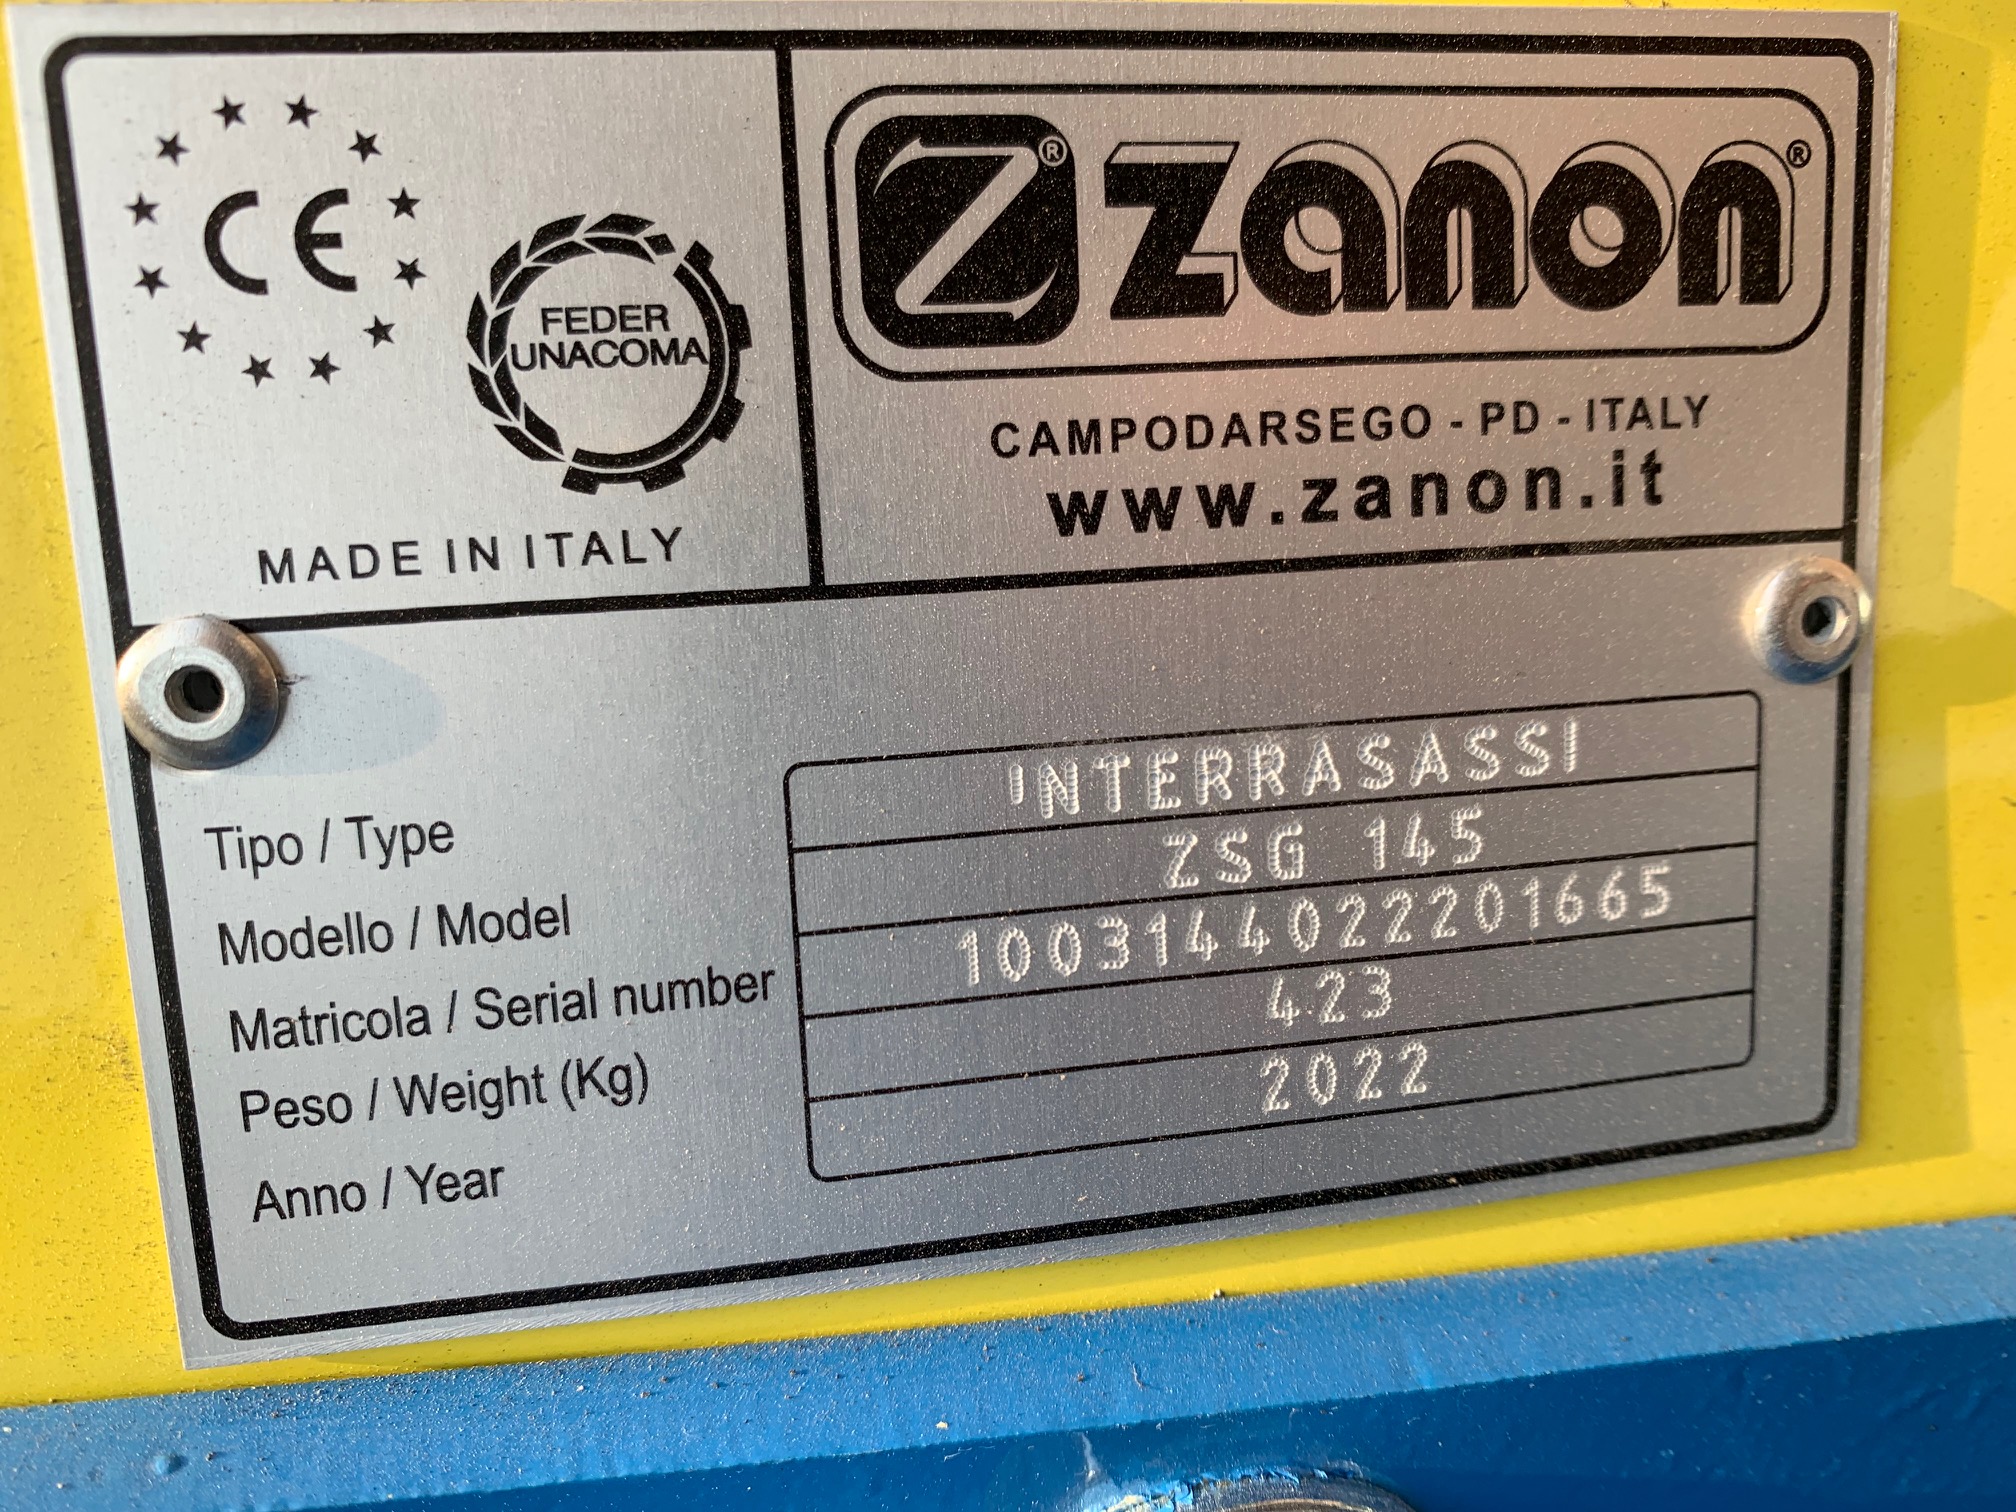 CE
FEDER
UNACOMA
MADE IN ITALY
Z® zanon®
CAMPODARSEGO - PD - ITALY
www.zanon.it
Tipo / Type INTERRASASSI
Modello / Model ZSG 145
Matricola / Serial number 1003144022201665
Peso / Weight (Kg) 423
Anno / Year 2022